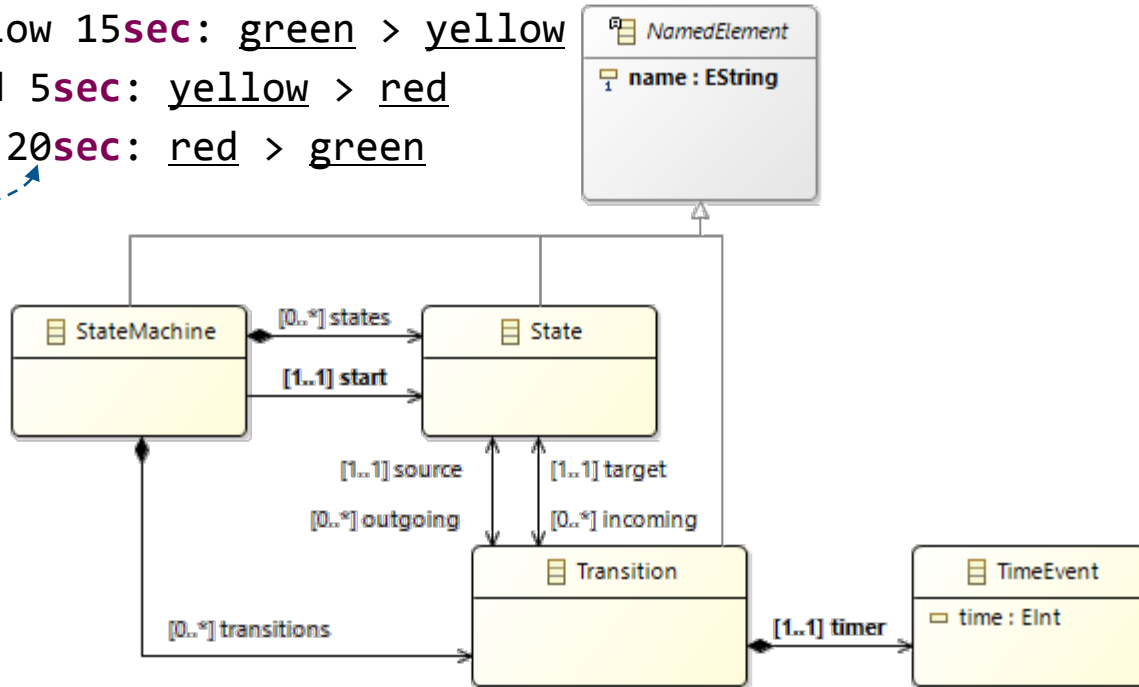 15sec: green > yellow
5sec: yellow > red
20sec: red > green
NamedElement
1
name : EString
StateMachine
[0..*] states
State
[1..1] start
[1..1] source
[1..1] target
[0..*] outgoing
[0..*] incoming
Transition
TimeEvent
[0..*] transitions
[1..1] timer
time : EInt